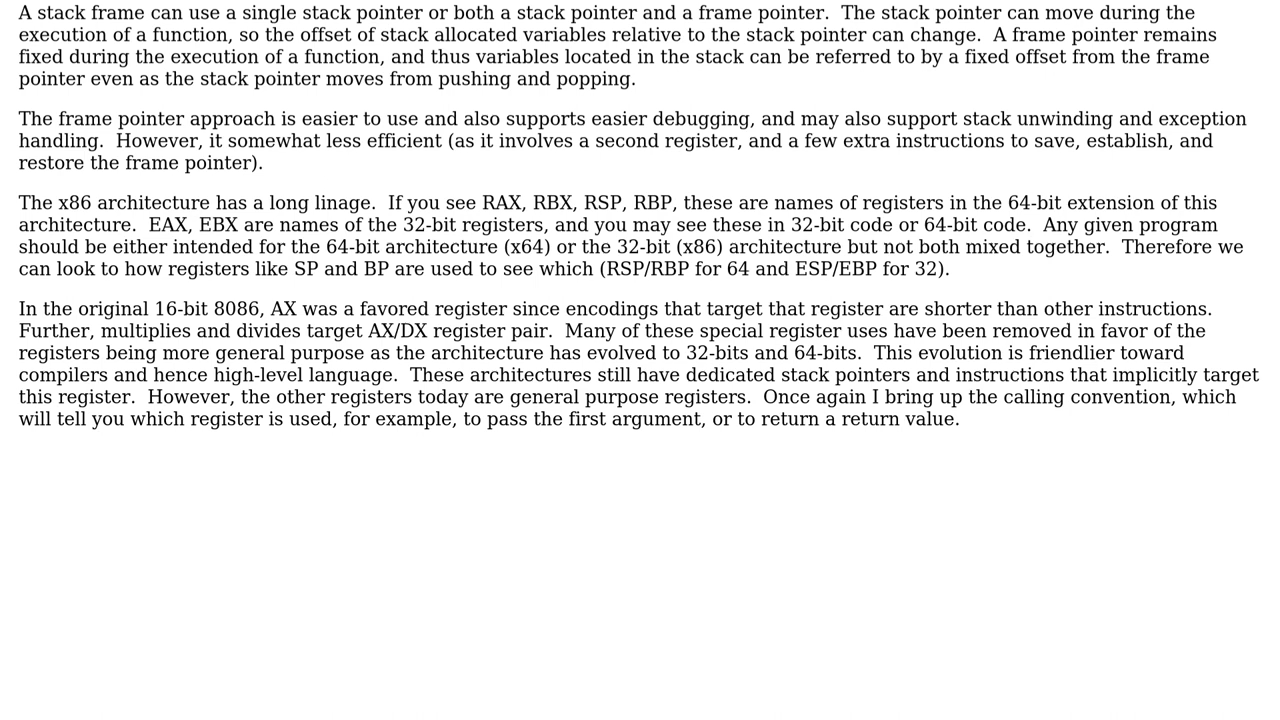 A stack frame can use a single stack pointer or both a stack pointer and a frame pointer.  The stack pointer can move during the
execution of a function, so the offset of stack allocated variables relative to the stack pointer can change.  A frame pointer remains
fixed during the execution of a function, and thus variables located in the stack can be referred to by a fixed offset from the frame
pointer even as the stack pointer moves from pushing and popping.
The frame pointer approach is easier to use and also supports easier debugging, and may also support stack unwinding and exception
handling.  However, it somewhat less efficient (as it involves a second register, and a few extra instructions to save, establish, and
restore the frame pointer).
The x86 architecture has a long linage.  If you see RAX, RBX, RSP, RBP, these are names of registers in the 64-bit extension of this
architecture.  EAX, EBX are names of the 32-bit registers, and you may see these in 32-bit code or 64-bit code.  Any given program
should be either intended for the 64-bit architecture (x64) or the 32-bit (x86) architecture but not both mixed together.  Therefore we
can look to how registers like SP and BP are used to see which (RSP/RBP for 64 and ESP/EBP for 32).
In the original 16-bit 8086, AX was a favored register since encodings that target that register are shorter than other instructions.
Further, multiplies and divides target AX/DX register pair.  Many of these special register uses have been removed in favor of the
registers being more general purpose as the architecture has evolved to 32-bits and 64-bits.  This evolution is friendlier toward
compilers and hence high-level language.  These architectures still have dedicated stack pointers and instructions that implicitly target
this register.  However, the other registers today are general purpose registers.  Once again I bring up the calling convention, which
will tell you which register is used, for example, to pass the first argument, or to return a return value.